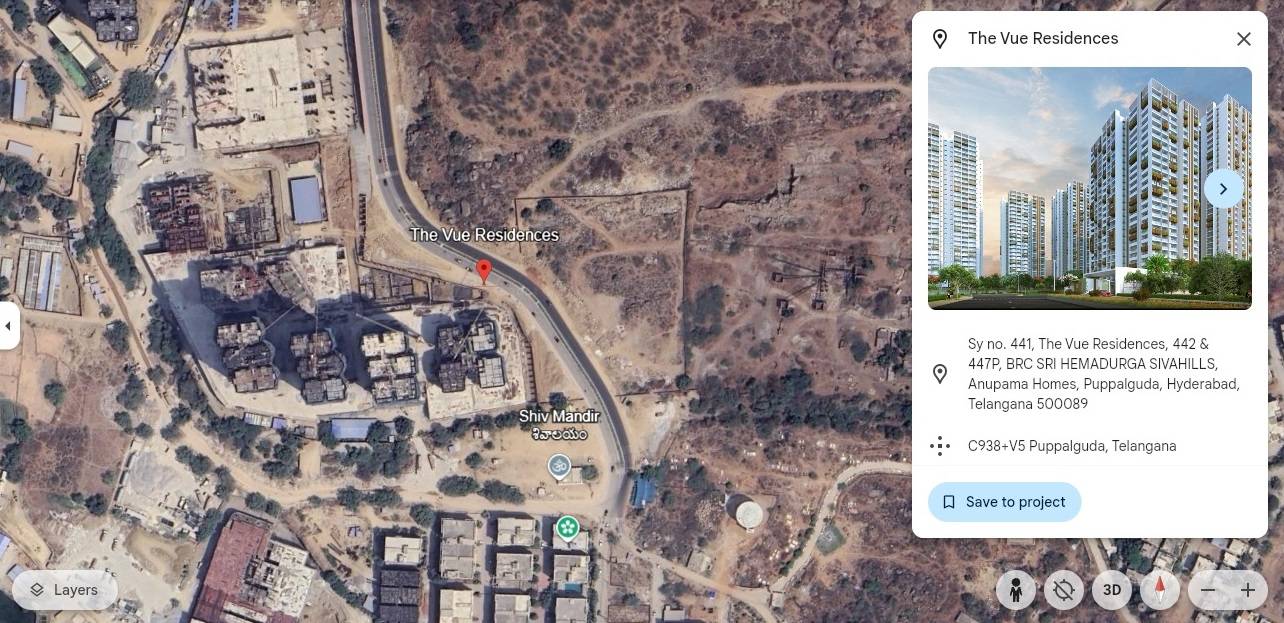 The Vue Residences
Shiv Mandir
శివాలయం
Layers
The Vue Residences
Sy no. 441, The Vue Residences, 442 &
447P, BRC SRI HEMADURGA SIVAHILLS,
Anupama Homes, Puppalguda, Hyderabad,
Telangana 500089
C938+V5 Puppalguda, Telangana
Save to project
3D